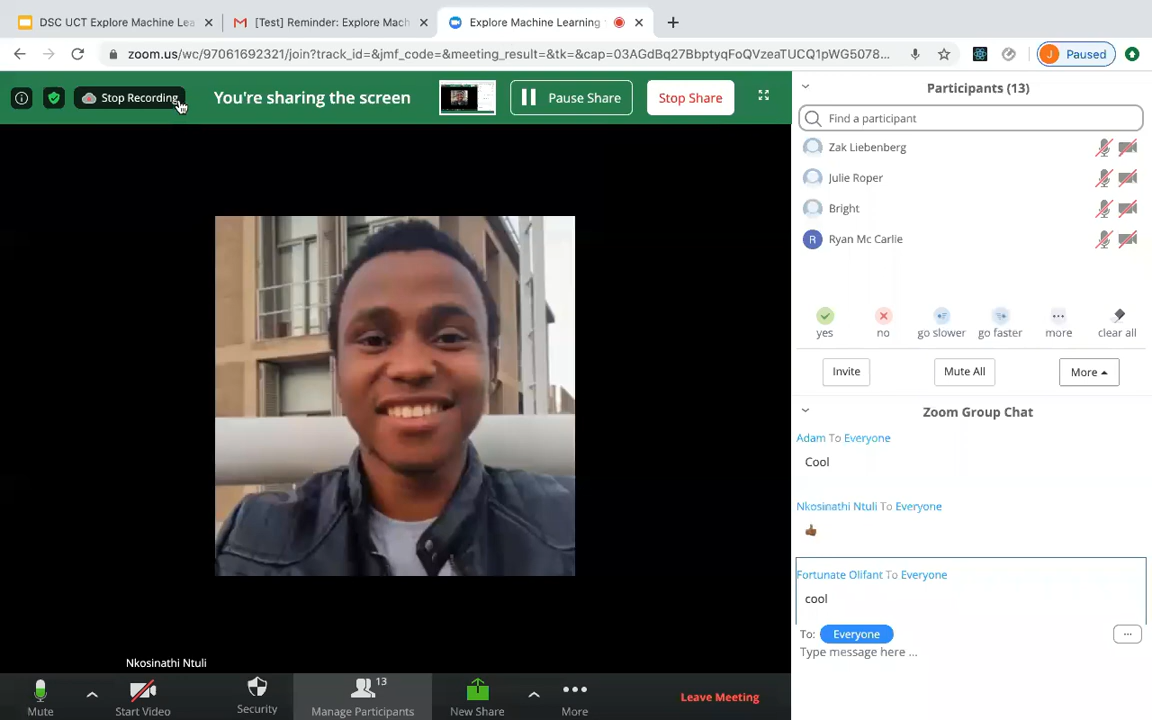 DSC UCT Explore Machine Lea
[Test] Reminder: Explore Mach
Explore Machine Learning
zoom.us/wc/97061692321/join?track_id=&jmf_code=&meeting_result=&tk=&cap=03AGdBq27BbptyqFoQVzeaTUCQ1pWG5078...
J Paused
Stop Recording
You're sharing the screen
Pause Share
Stop Share
Participants (13)
Find a participant
Zak Liebenberg
Julie Roper
Bright
R Ryan Mc Carlie
yes no go slower go faster more clear all
Invite
Mute All
More
Zoom Group Chat
Adam To Everyone
Cool
Nkosinathi Ntuli To Everyone
Fortunate Olifant To Everyone
cool
To: Everyone
Type message here ...
Nkosinathi Ntuli
Mute
Start Video
Security
13
Manage Participants
New Share
More
Leave Meeting